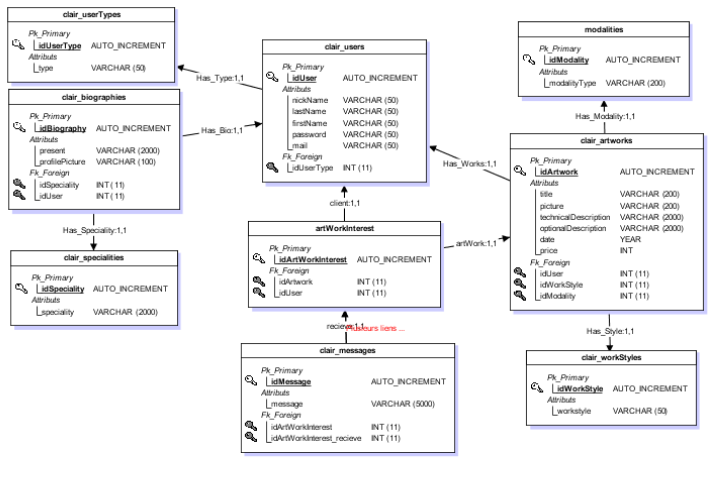 clair_userTypes
Pk_Primary
idUserType AUTO_INCREMENT
Attributs
type VARCHAR (50)
Has_Type:1,1
clair_users
Pk_Primary
idUser AUTO_INCREMENT
Attributs
nickName VARCHAR (50)
lastName VARCHAR (50)
firstName VARCHAR (50)
password VARCHAR (50)
mail VARCHAR (50)
Fk_Foreign
idUserType INT (11)
modalities
Pk_Primary
idModality AUTO_INCREMENT
Attributs
modalityType VARCHAR (200)
Has_Modality:1,1
clair_biographies
Pk_Primary
idBiography AUTO_INCREMENT
Attributs
present VARCHAR (2000)
profilePicture VARCHAR (100)
Fk_Foreign
idSpeciality INT (11)
idUser INT (11)
Has_Bio:1,1
Has_Works:1,1
clair_artworks
Pk_Primary
idArtwork AUTO_INCREMENT
Attributs
title VARCHAR (200)
picture VARCHAR (200)
technicalDescription VARCHAR (2000)
optionalDescription VARCHAR (2000)
date YEAR
price INT
Fk_Foreign
idUser INT (11)
idWorkStyle INT (11)
idModality INT (11)
client:1,1
Has_Speciality:1,1
artWorkInterest
Pk_Primary
idArtWorkInterest AUTO_INCREMENT
Fk_Foreign
idArtwork INT (11)
idUser INT (11)
artWork:1,1
clair_specialities
Pk_Primary
idSpeciality AUTO_INCREMENT
Attributs
speciality VARCHAR (2000)
recieve:1,1
Plusieurs liens ...
Has_Style:1,1
clair_messages
Pk_Primary
idMessage AUTO_INCREMENT
Attributs
message VARCHAR (5000)
Fk_Foreign
idArtWorkInterest INT (11)
idArtWorkInterest_recieve INT (11)
clair_workStyles
Pk_Primary
idWorkStyle AUTO_INCREMENT
Attributs
workstyle VARCHAR (50)